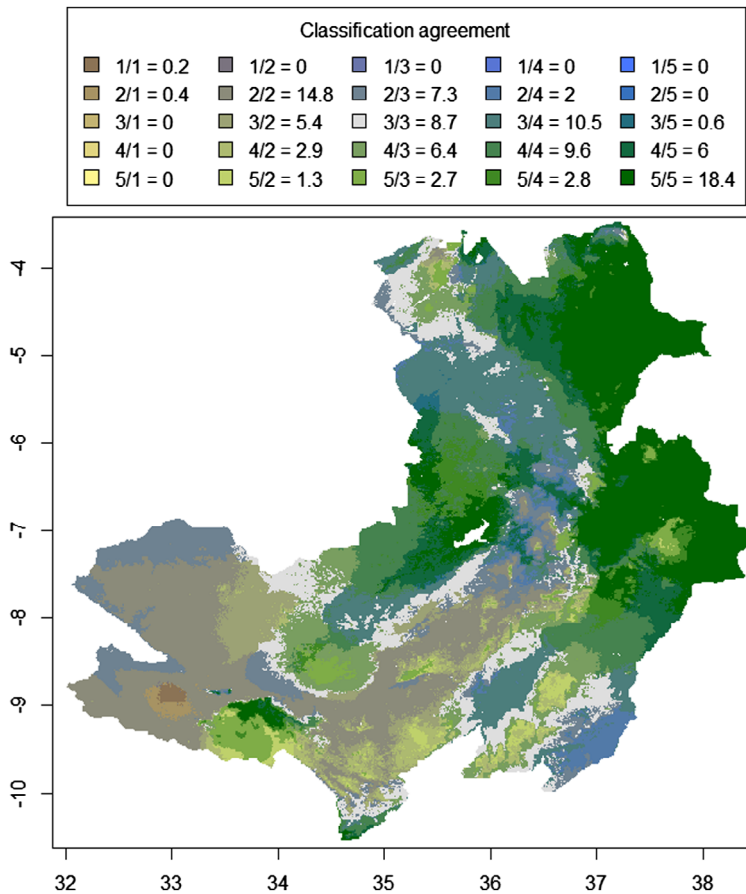 Classification agreement
1/1 = 0.2 1/2 = 0 1/3 = 0 1/4 = 0 1/5 = 0
2/1 = 0.4 2/2 = 14.8 2/3 = 7.3 2/4 = 2 2/5 = 0
3/1 = 0 3/2 = 5.4 3/3 = 8.7 3/4 = 10.5 3/5 = 0.6
4/1 = 0 4/2 = 2.9 4/3 = 6.4 4/4 = 9.6 4/5 = 6
5/1 = 0 5/2 = 1.3 5/3 = 2.7 5/4 = 2.8 5/5 = 18.4
-4
-5
-6
-7
-8
-9
-10
32 33 34 35 36 37 38